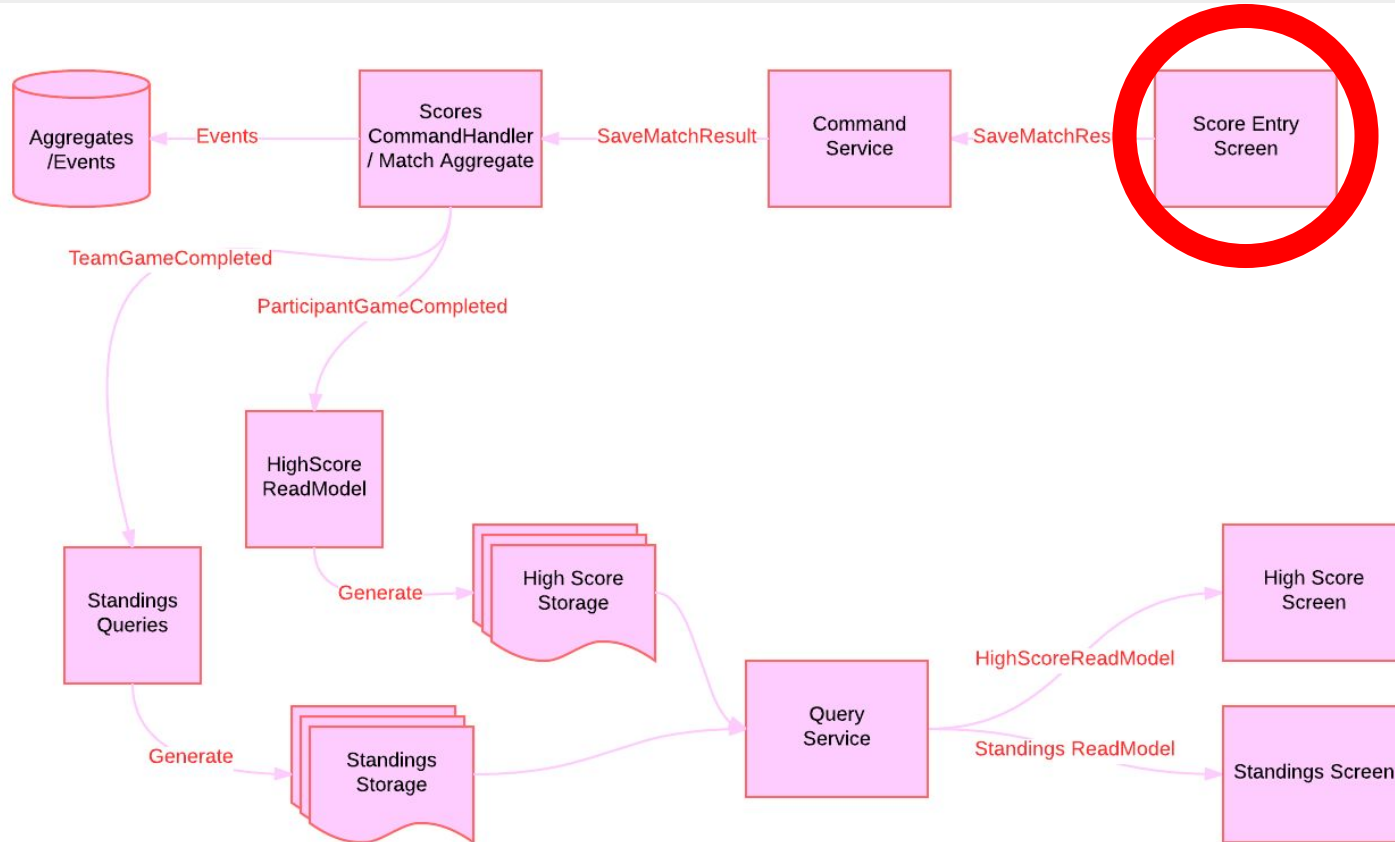 Aggregates
/Events
Events
Scores
CommandHandler
/ Match Aggregate
SaveMatchResult
Command
Service
SaveMatchRes
Score Entry
Screen
TeamGameCompleted
ParticipantGameCompleted
HighScore
ReadModel
Generate
High Score
Storage
Standings
Queries
Generate
Standings
Storage
Query
Service
HighScoreReadModel
Standings ReadModel
High Score
Screen
Standings Screen